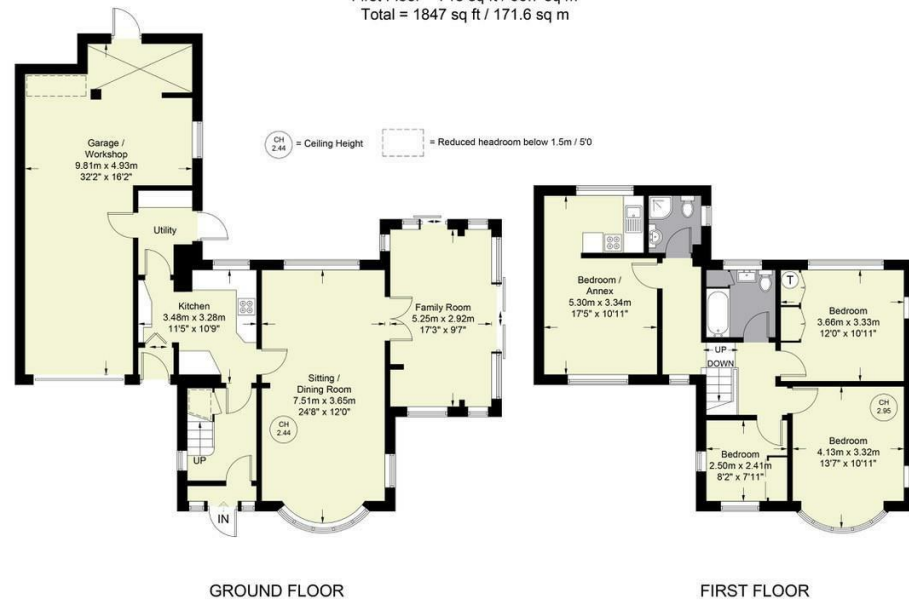 Total = 1847 sq ft / 171.6 sq m
CH
2.44
= Ceiling Height
= Reduced headroom below 1.5m / 5'0
Garage /
Workshop
9.81m x 4.93m
32'2" x 16'2"
Utility
Kitchen
3.48m x 3.28m
11'5" x 10'9"
Sitting /
Dining Room
7.51m x 3.65m
24'8" x 12'0"
CH
2.44
Family Room
5.25m x 2.92m
17'3" x 9'7"
UP
IN
Bedroom /
Annex
5.30m x 3.34m
17'5" x 10'11"
T
Bedroom
3.66m x 3.33m
12'0" x 10'11"
UP
DOWN
CH
2.95
Bedroom
4.13m x 3.32m
13'7" x 10'11"
Bedroom
2.50m x 2.41m
8'2" x 7'11"
GROUND FLOOR
FIRST FLOOR